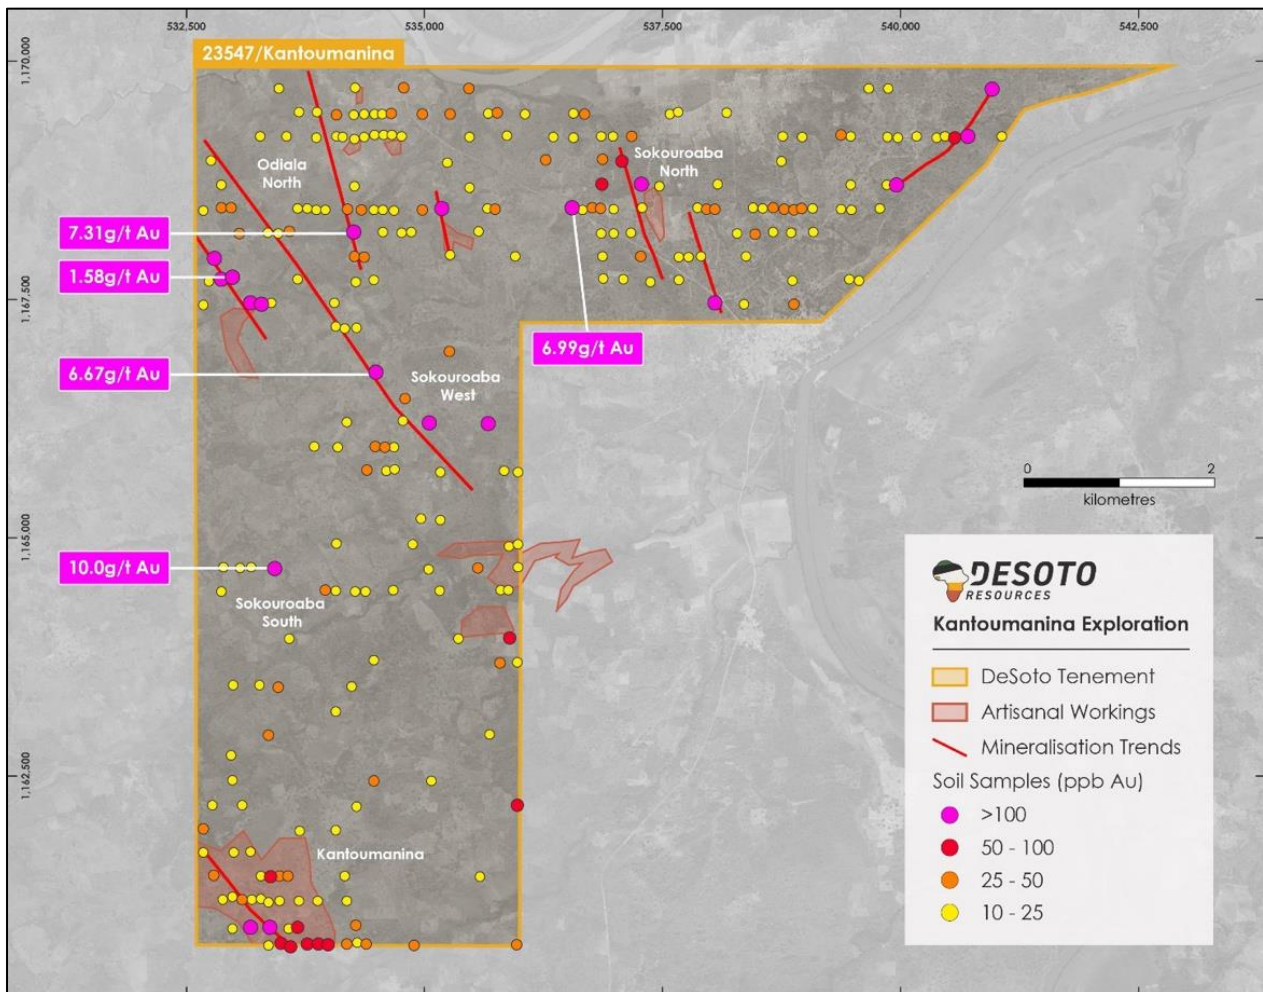 532,500
535,000
537,500
540,000
542,500
1,170,000
23547/Kantoumanina
Odiala
North
Sokouroaba
North
7.31g/t Au
1.58g/t Au
1,167,500
6.99g/t Au
6.67g/t Au
Sokouroaba
West
0
2
kilometres
1,165,000
10.0g/t Au
Sokouroaba
South
1,162,500
Kantoumanina
DESOTO
RESOURCES
Kantoumanina Exploration
DeSoto Tenement
Artisanal Workings
Mineralisation Trends
Soil Samples (ppb Au)
>100
50 - 100
25 - 50
10 - 25